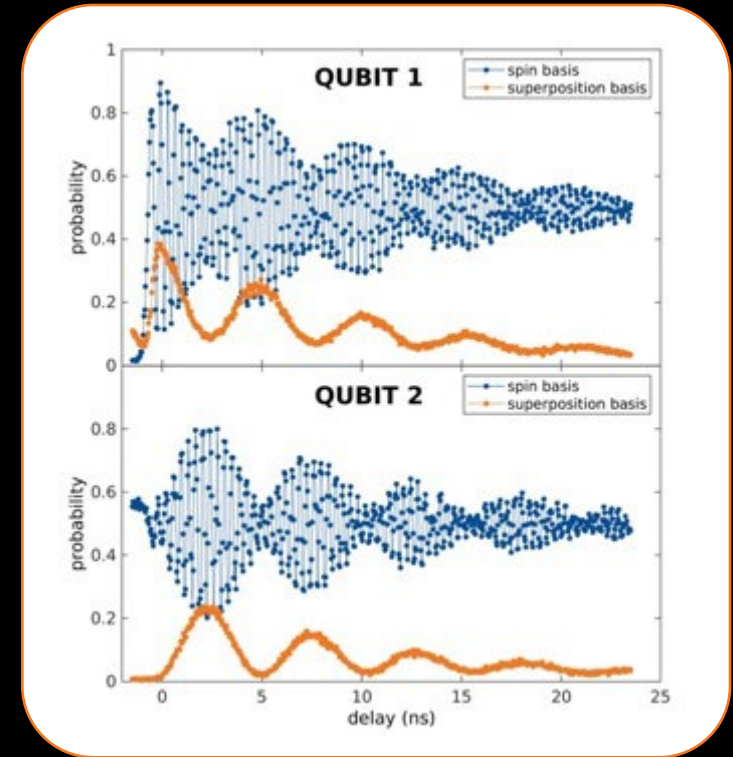 QUBIT 1
spin basis
superposition basis
1
0.8
0.6
0.4
0.2
0
probability
QUBIT 2
spin basis
superposition basis
0.8
0.6
0.4
0.2
0
probability
0 5 10 15 20 25
delay (ns)